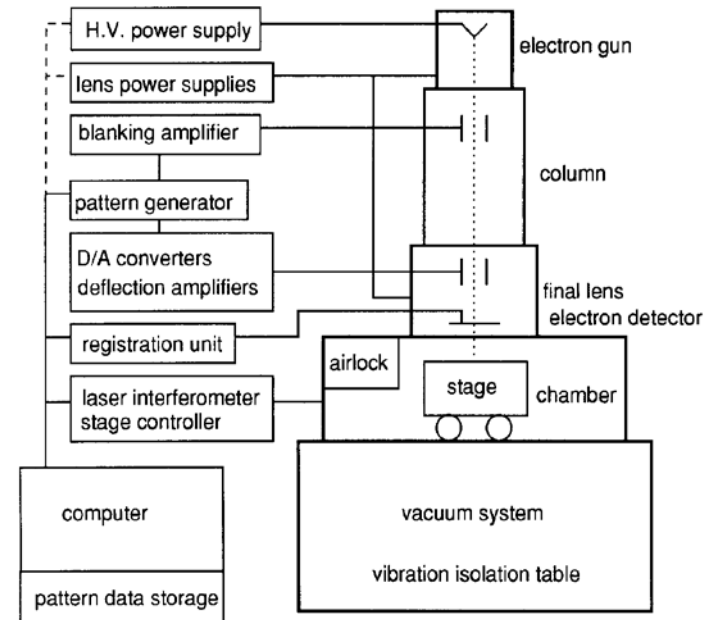 H.V. power supply
electron gun
lens power supplies
blanking amplifier
column
pattern generator
D/A converters
deflection amplifiers
final lens
electron detector
registration unit
airlock
stage
chamber
laser interferometer
stage controller
computer
vacuum system
vibration isolation table
pattern data storage